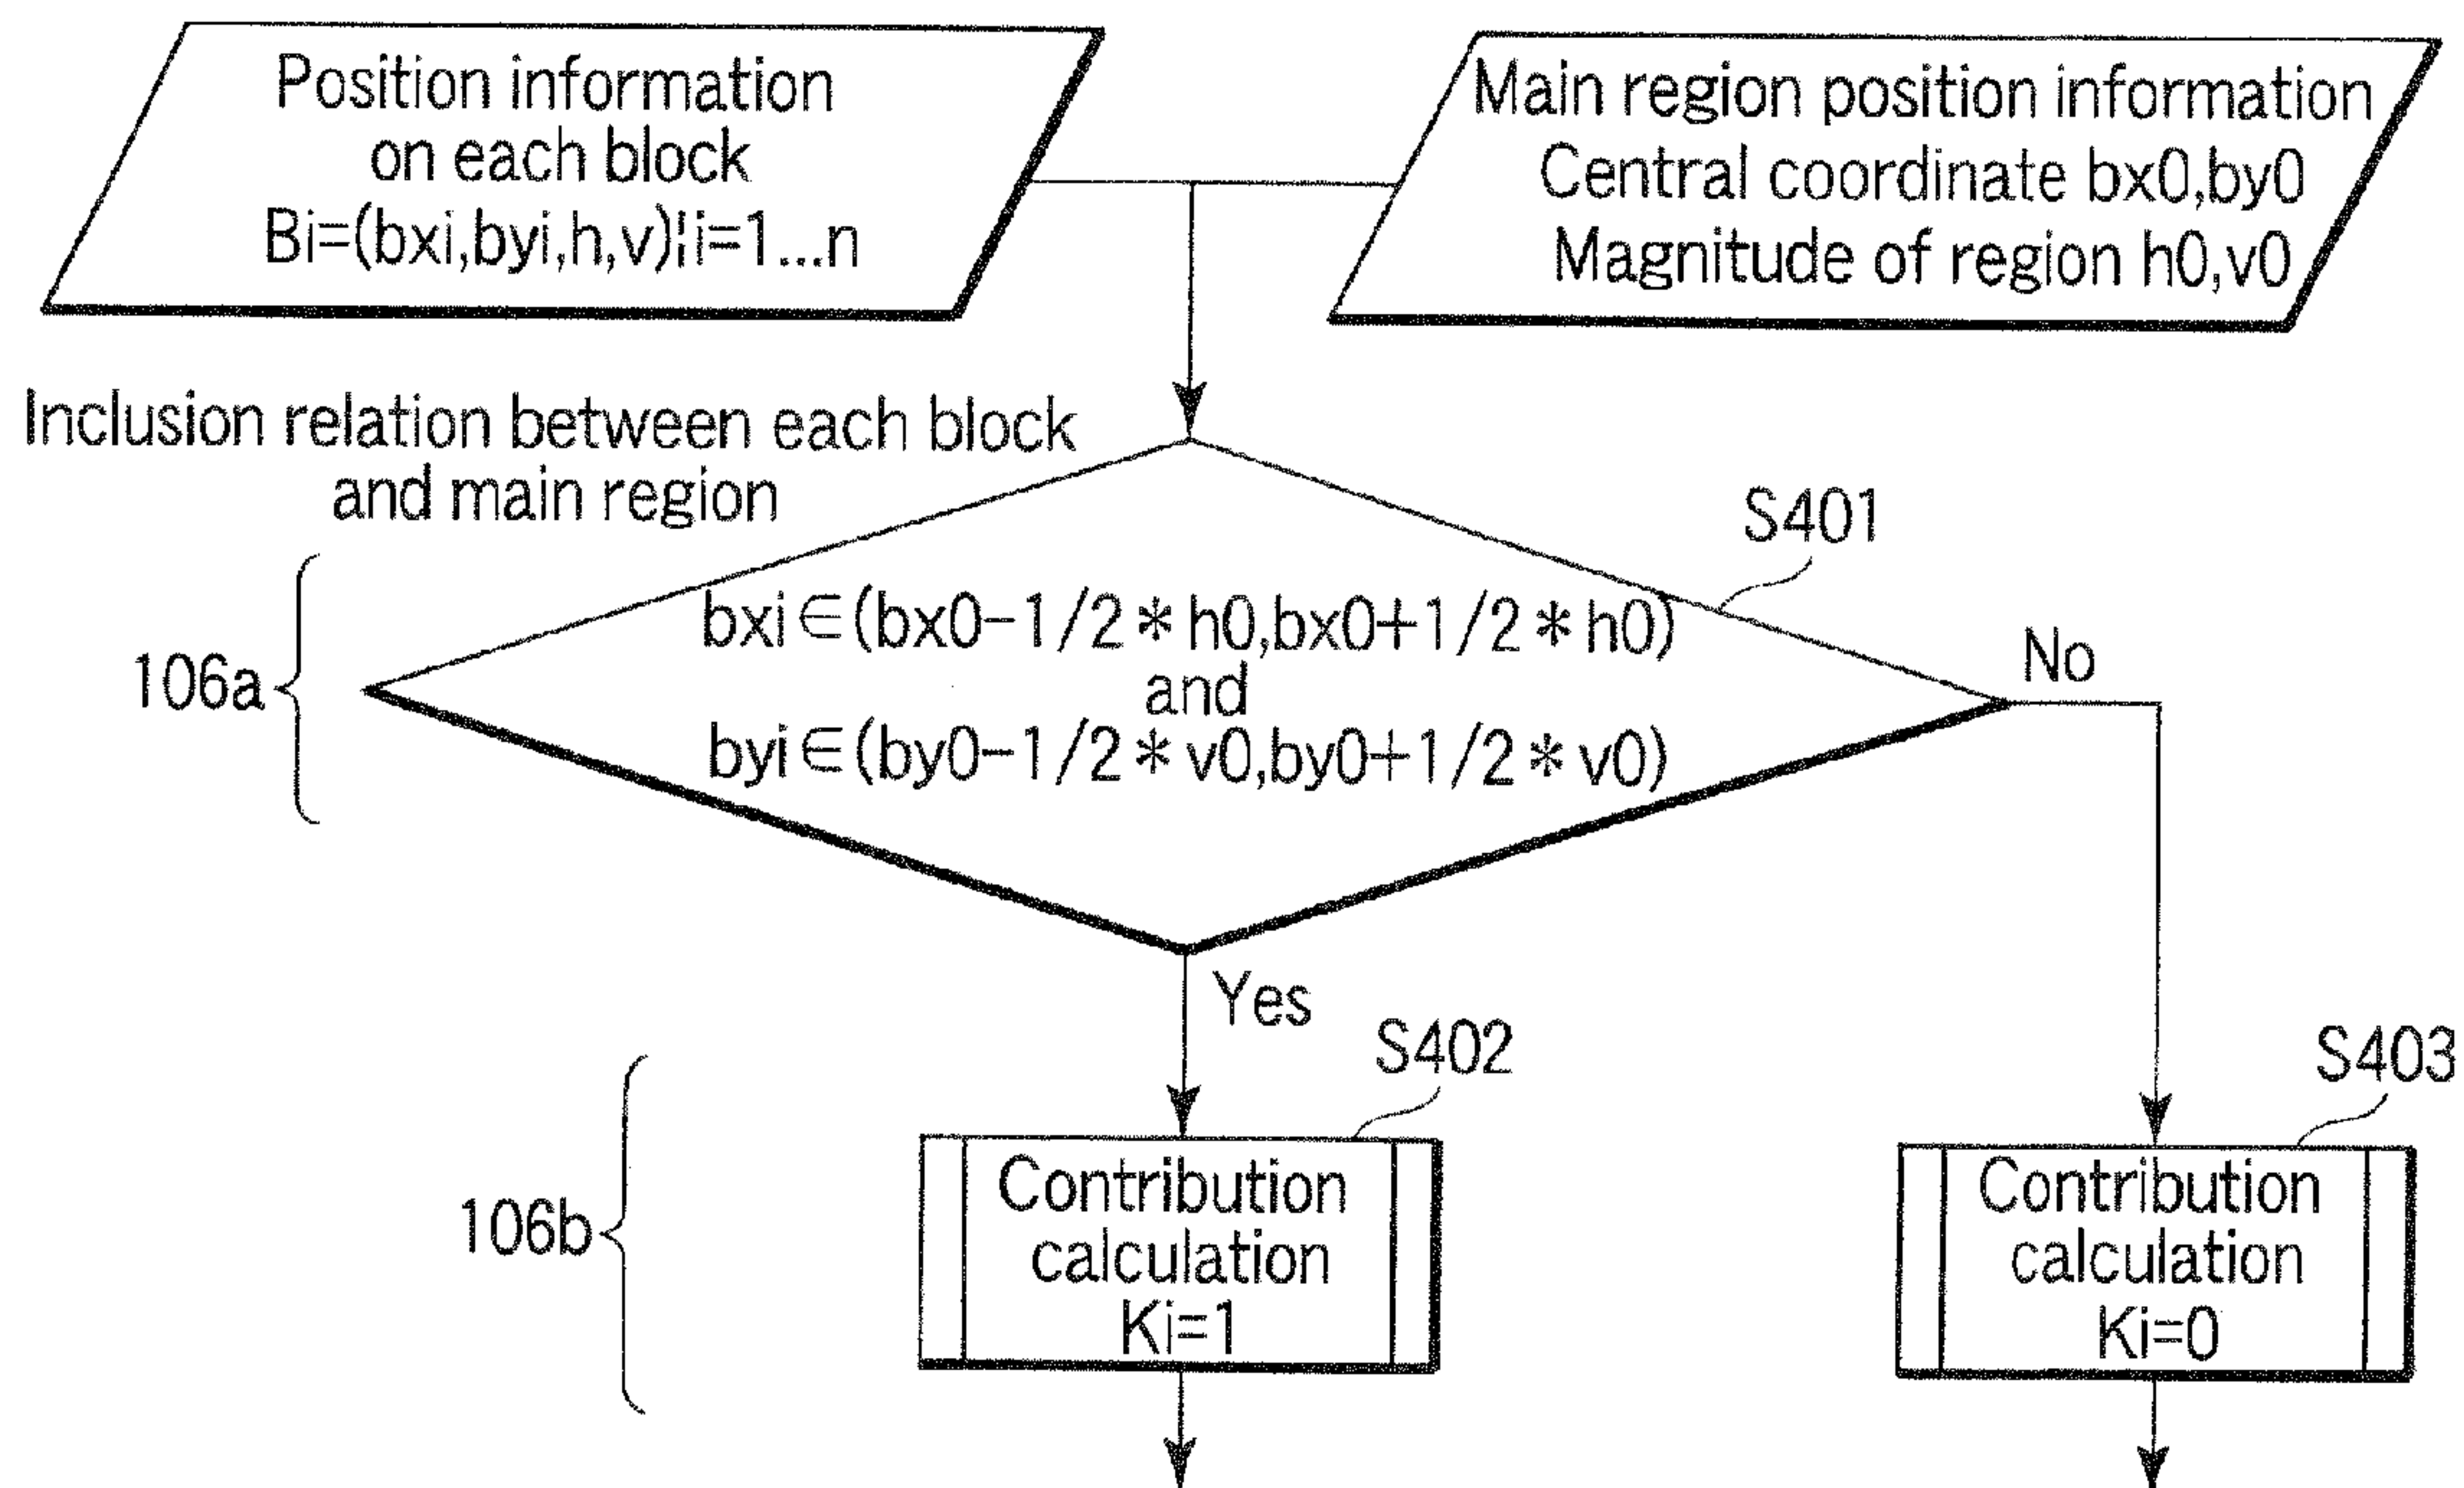 Position information
on each block
Bi=(bxi,byi,h,v)¦i=1...n
Main region position information
Central coordinate bx0,by0
Magnitude of region h0,v0
Inclusion relation between each block
and main region
S401
106a
bxi∈(bx0-1/2*h0,bx0+1/2*h0)
and
byi∈(by0-1/2*v0,by0+1/2*v0)
No
Yes
S402
S403
106b
Contribution
calculation
Ki=1
Contribution
calculation
Ki=0